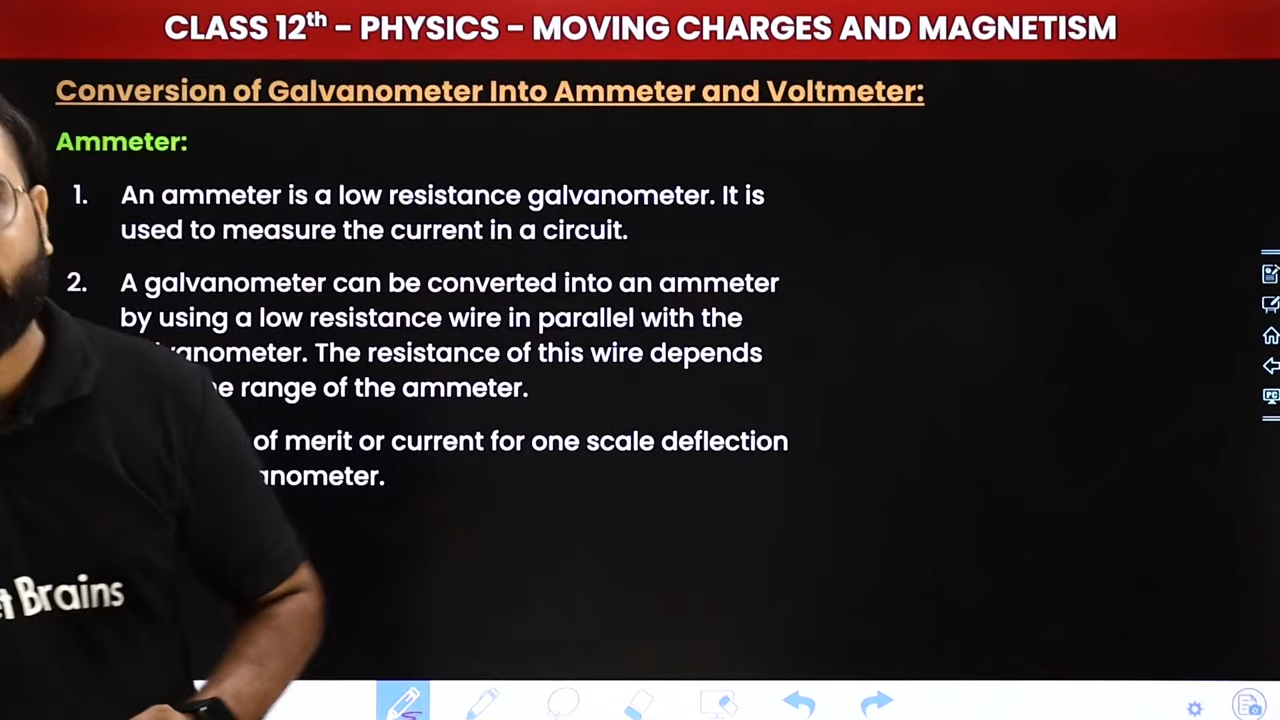 CLASS 12th - PHYSICS - MOVING CHARGES AND MAGNETISM
Conversion of Galvanometer Into Ammeter and Voltmeter:
Ammeter:
1. An ammeter is a low resistance galvanometer. It is
used to measure the current in a circuit.
2. A galvanometer can be converted into an ammeter
by using a low resistance wire in parallel with the
vanometer. The resistance of this wire depends
e range of the ammeter.
of merit or current for one scale deflection
anometer.
Brains
PC